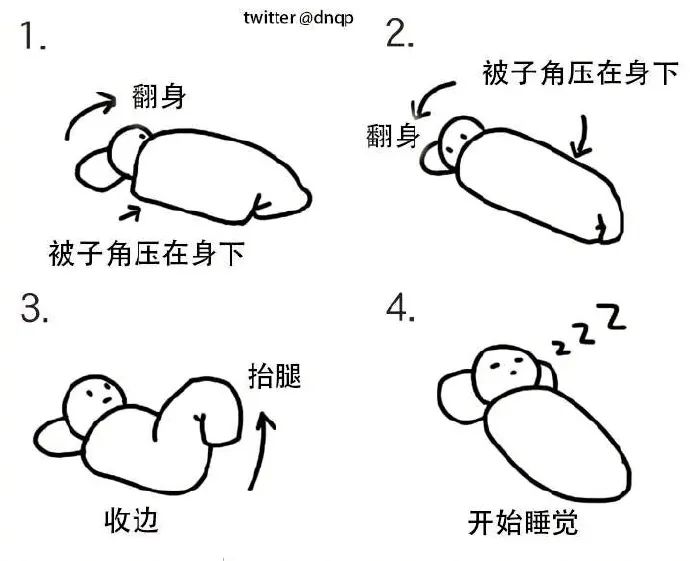 twitter @dnqp
1.
翻身
被子角压在身下
2.
被子角压在身下
翻身
3.
抬腿
收边
4.
z z Z
开始睡觉